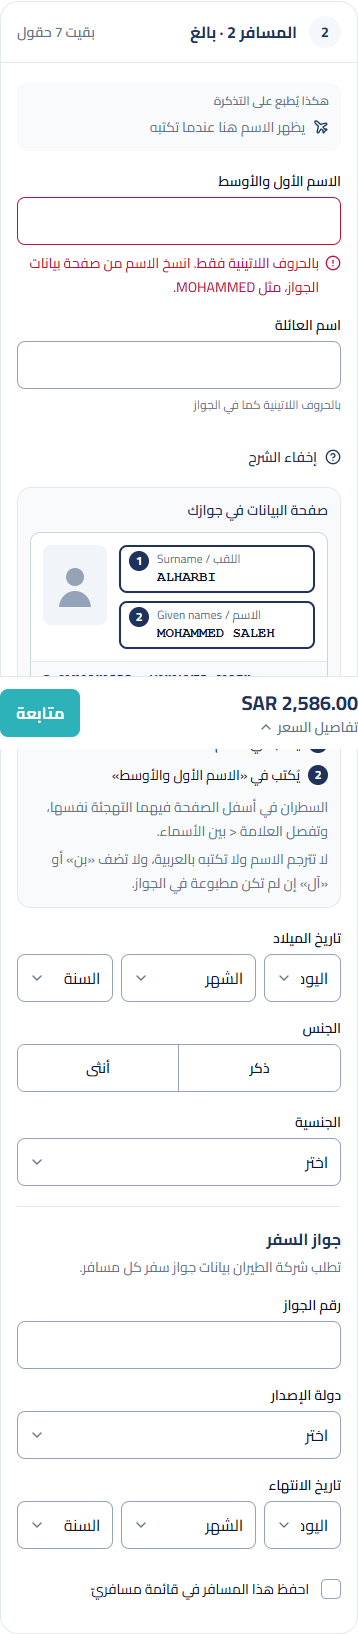 2
المسافر 2 · بالغ
بقيت 7 حقول
هكذا يُطبع على التذكرة
يظهر الاسم هنا عندما تكتبه
الاسم الأول والأوسط
بالحروف اللاتينية فقط. انسخ الاسم من صفحة بيانات
الجواز، مثل MOHAMMED.
اسم العائلة
بالحروف اللاتينية كما في الجواز
إخفاء الشرح
صفحة البيانات في جوازك
1
Surname / اللقب
ALHARBI
2
Given names / الاسم
MOHAMMED SALEH
SAR 2,586.00
تفاصيل السعر
متابعة
2
يُكتب في «الاسم الأول والأوسط»
السطران في أسفل الصفحة فيهما التهجئة نفسها،
وتفصل العلامة < بين الأسماء.
لا تترجم الاسم ولا تكتبه بالعربية، ولا تضف «بن» أو
«آل» إن لم تكن مطبوعة في الجواز.
تاريخ الميلاد
اليوم
الشهر
السنة
الجنس
ذكر
أنثى
الجنسية
اختر
جواز السفر
تطلب شركة الطيران بيانات جواز سفر كل مسافر.
رقم الجواز
دولة الإصدار
اختر
تاريخ الانتهاء
اليوم
الشهر
السنة
احفظ هذا المسافر في قائمة مسافريّ